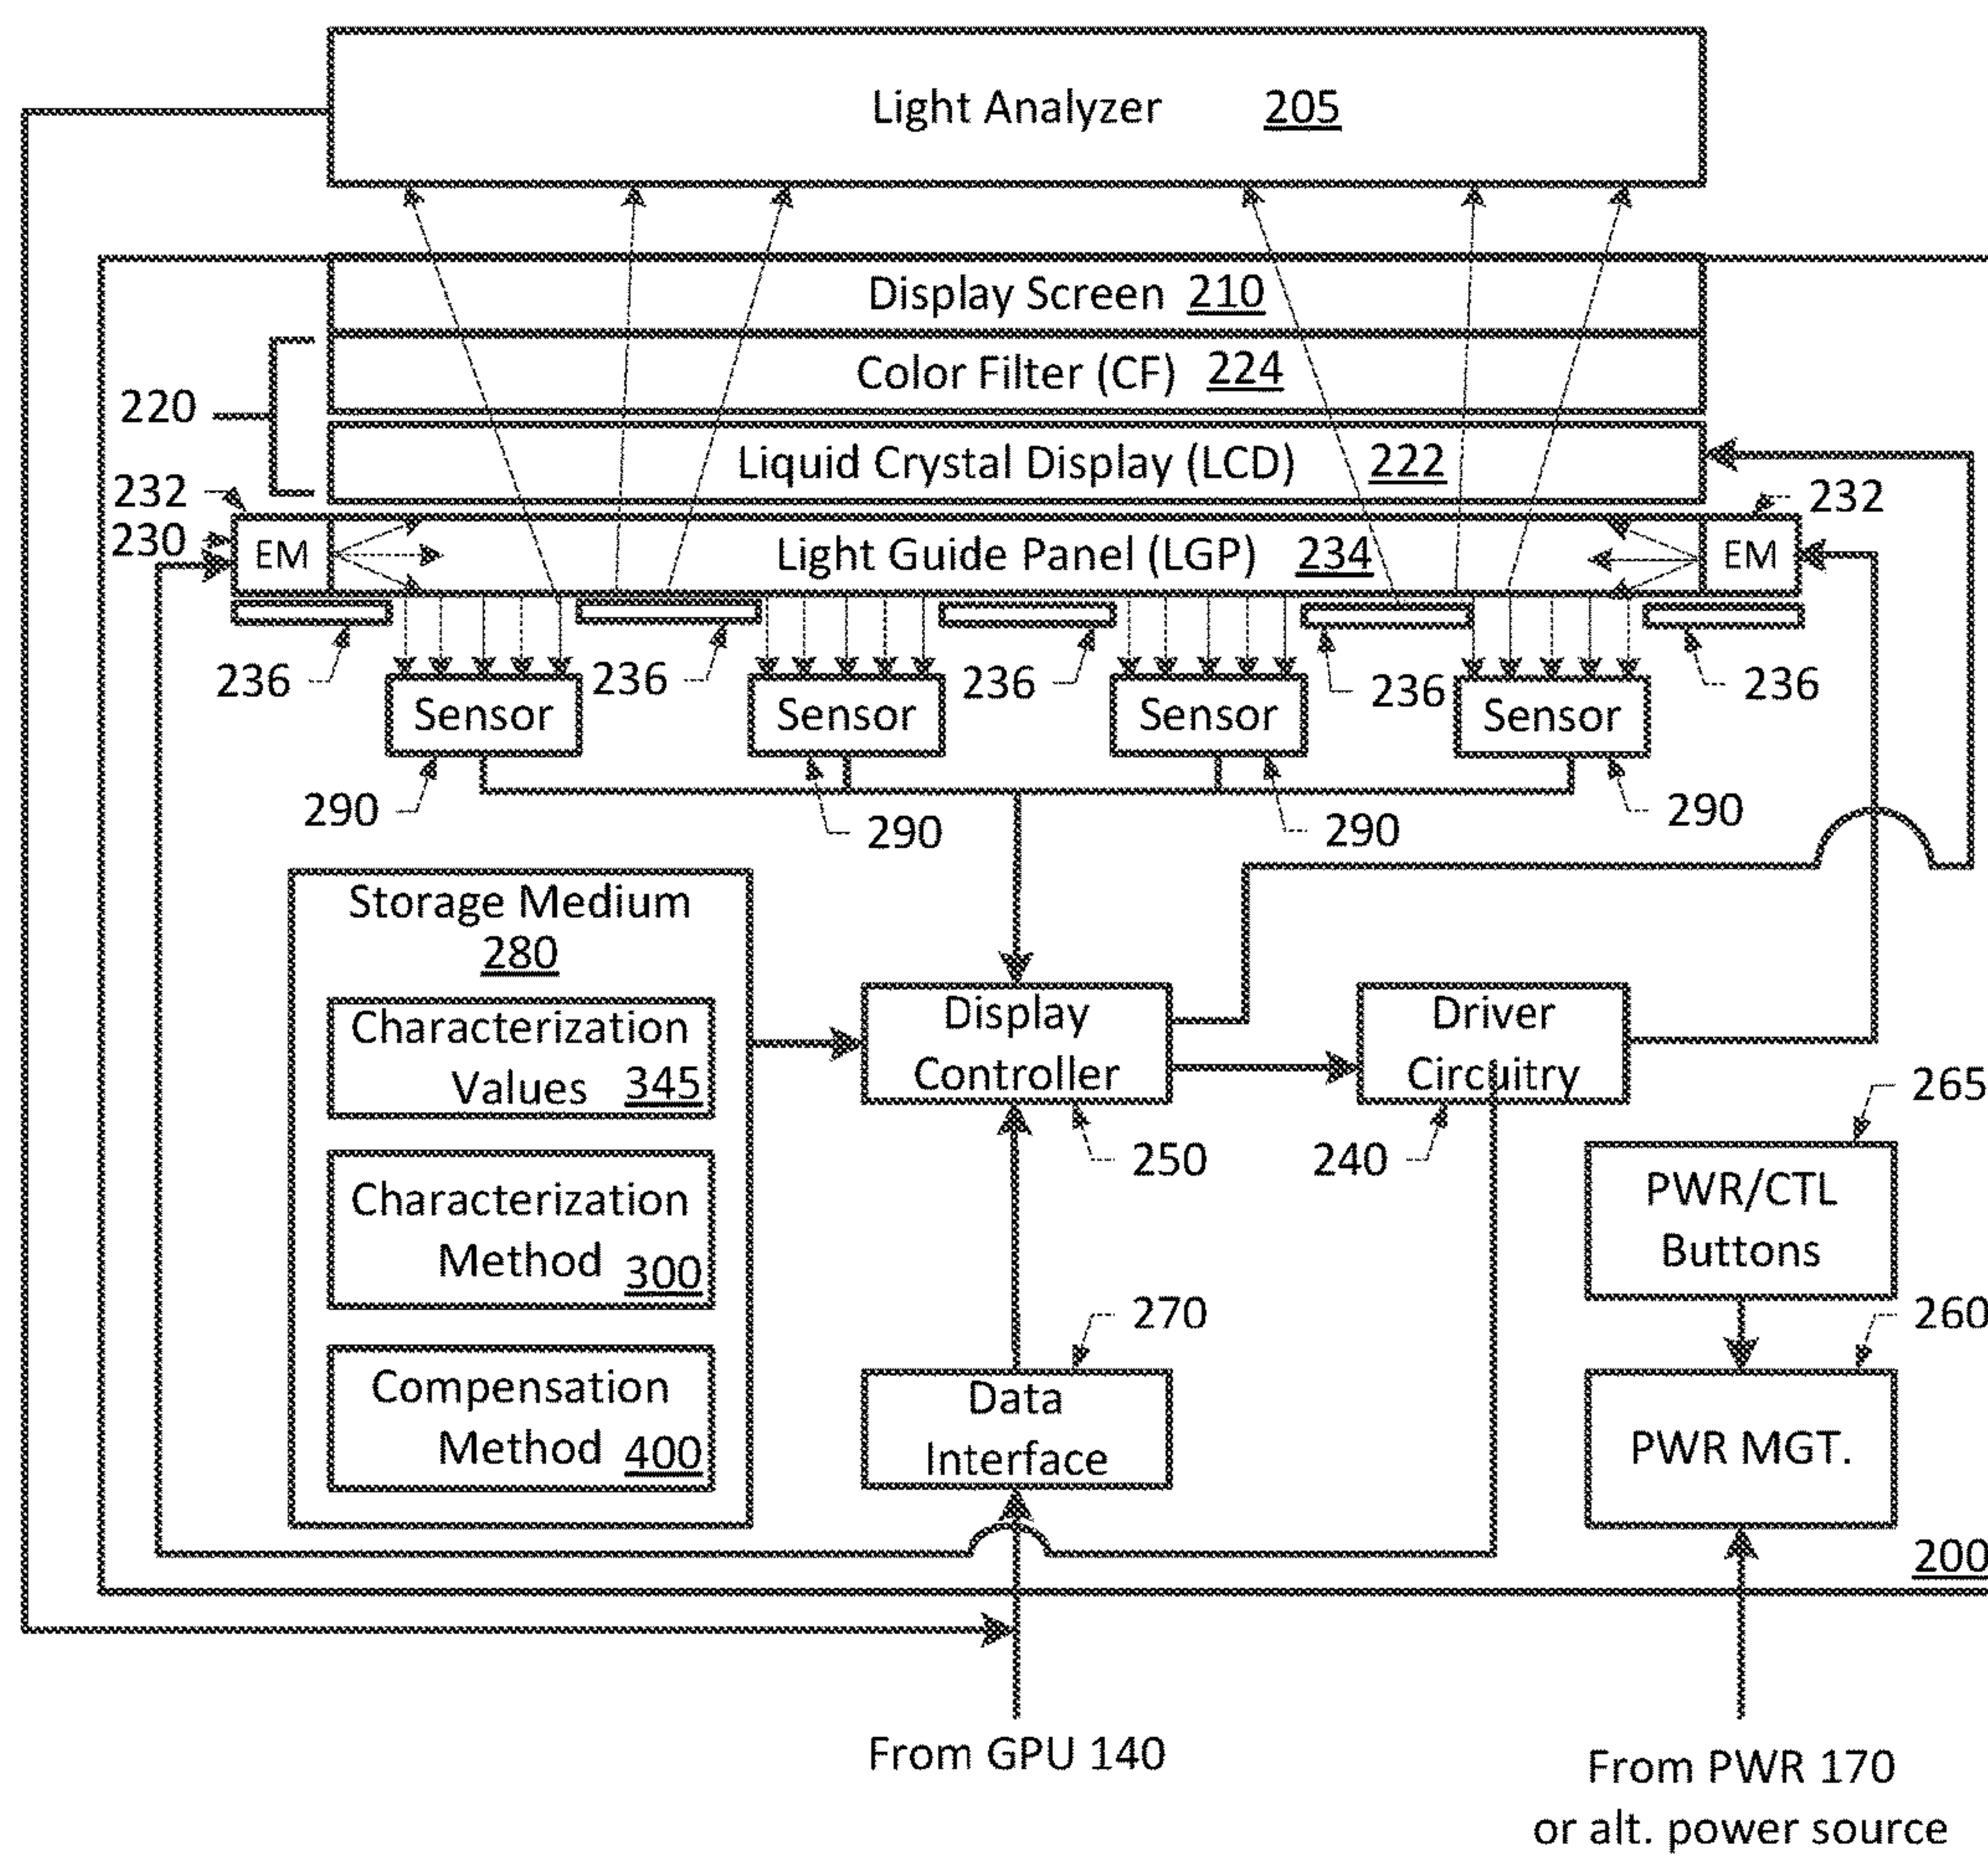 Light Analyzer 205
Display Screen 210
Color Filter (CF) 224
220
Liquid Crystal Display (LCD) 222
232
232
230
EM
Light Guide Panel (LGP) 234
EM
236
236
236
236
236
Sensor
Sensor
Sensor
Sensor
290
290
290
290
Storage Medium
280
Characterization
Values 345
Characterization
Method 300
Compensation
Method 400
Display
Controller
250
Driver
Circuitry
240
265
PWR/CTL
Buttons
270
260
Data
Interface
PWR MGT.
200
From GPU 140
From PWR 170
or alt. power source